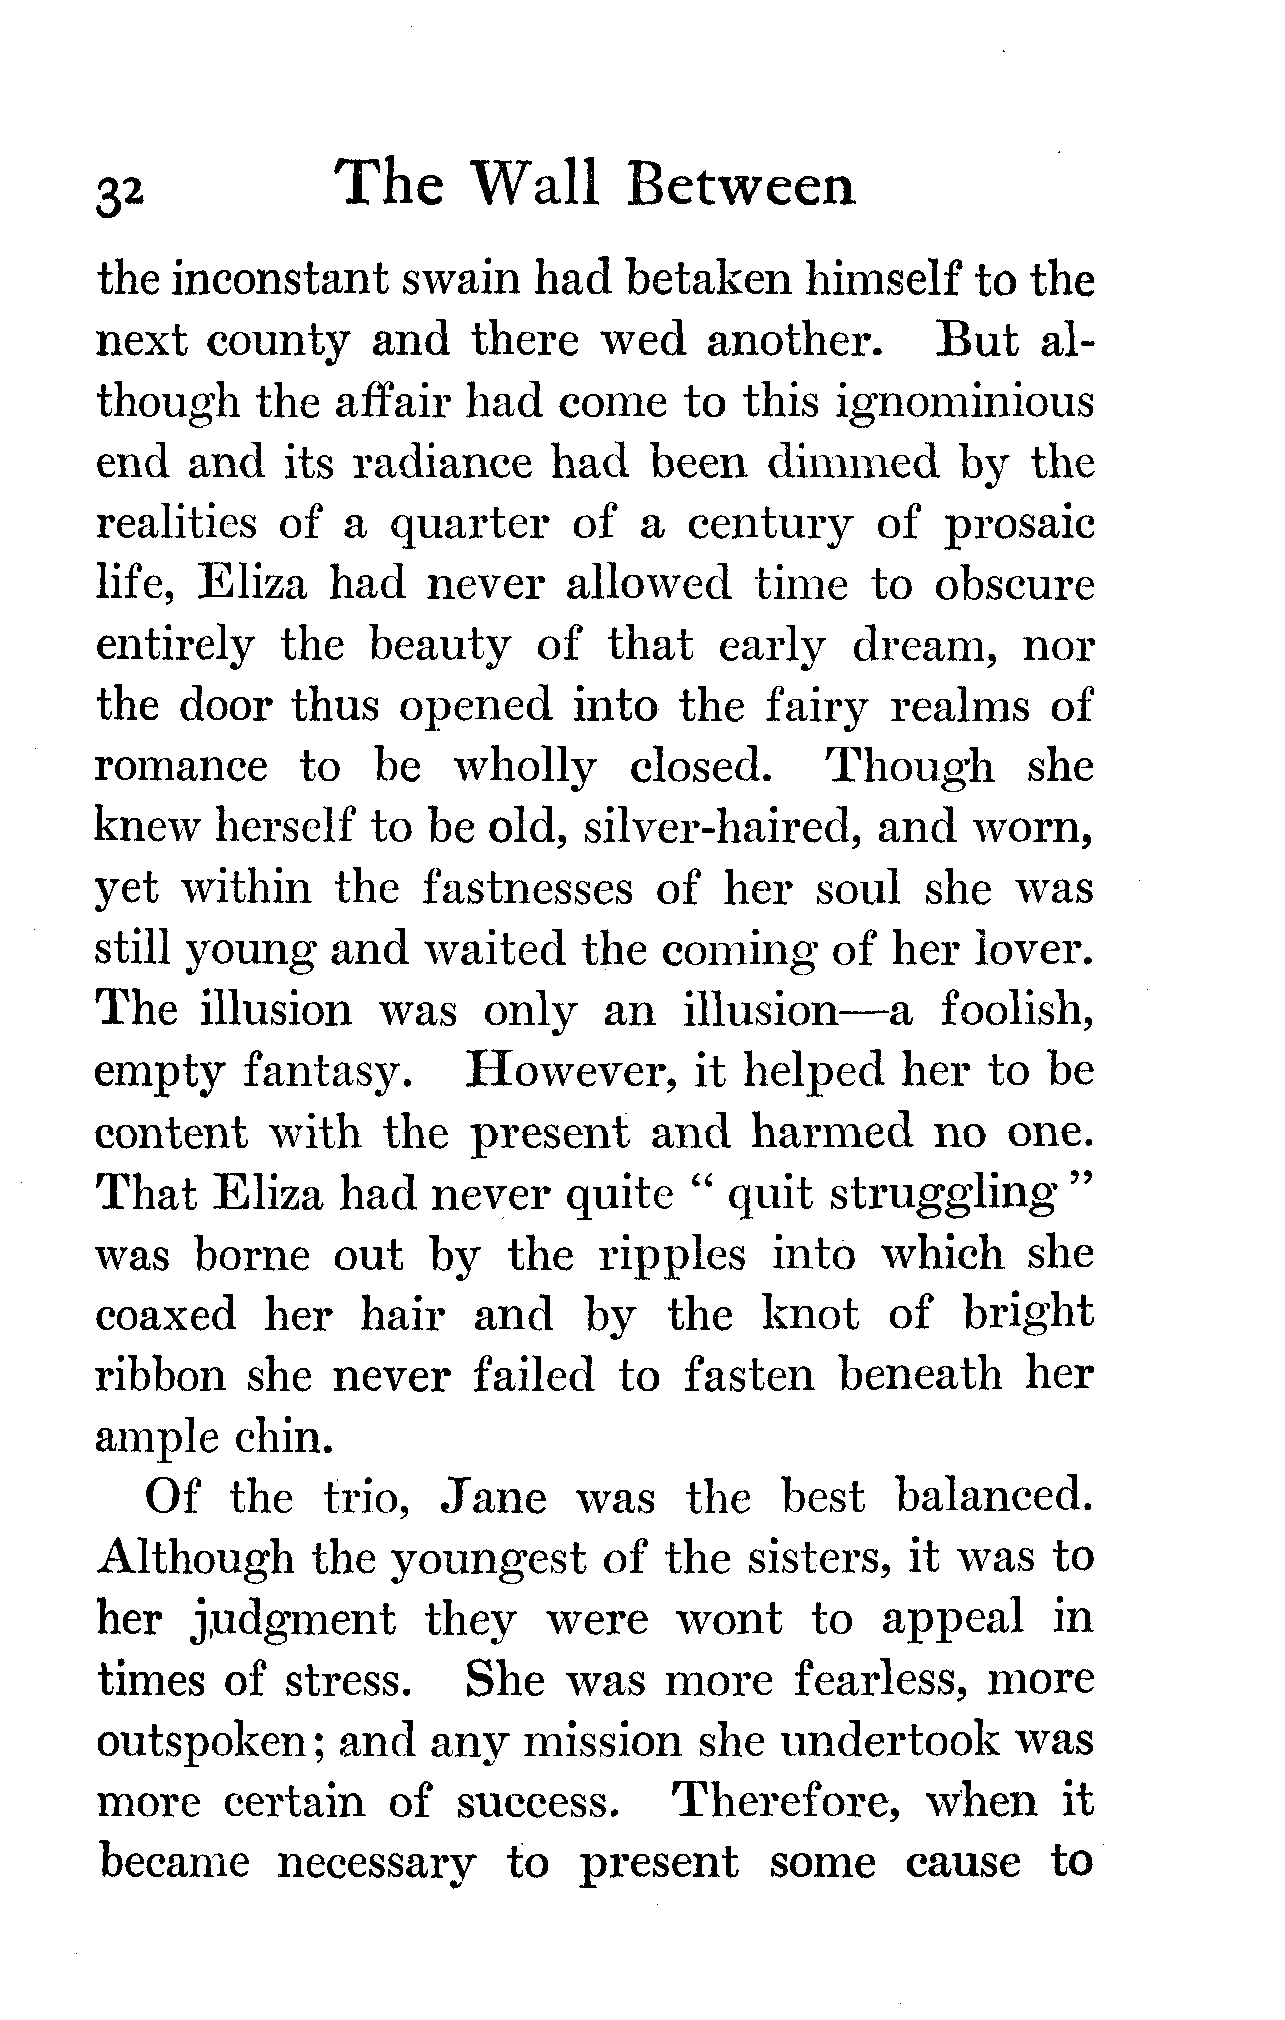 32 The Wall Between
the inconstant swain had betaken himself to the
next county and there wed another. But al-
though the affair had come to this ignominious
end and its radiance had been dimmed by the
realities of a quarter of a century of prosaic
life, Eliza had never allowed time to obscure
entirely the beauty of that early dream, nor
the door thus opened into the fairy realms of
romance to be wholly closed. Though she
knew herself to be old, silver-haired, and worn,
yet within the fastnesses of her soul she was
still young and waited the coming of her lover.
The illusion was only an illusion—a foolish,
empty fantasy. However, it helped her to be
content with the present and harmed no one.
That Eliza had never quite “ quit struggling ”
was borne out by the ripples into which she
coaxed her hair and by the knot of bright
ribbon she never failed to fasten beneath her
ample chin.
Of the trio, Jane was the best balanced.
Although the youngest of the sisters, it was to
her judgment they were wont to appeal in
times of stress. She was more fearless, more
outspoken; and any mission she undertook was
more certain of success. Therefore, when it
became necessary to present some cause to